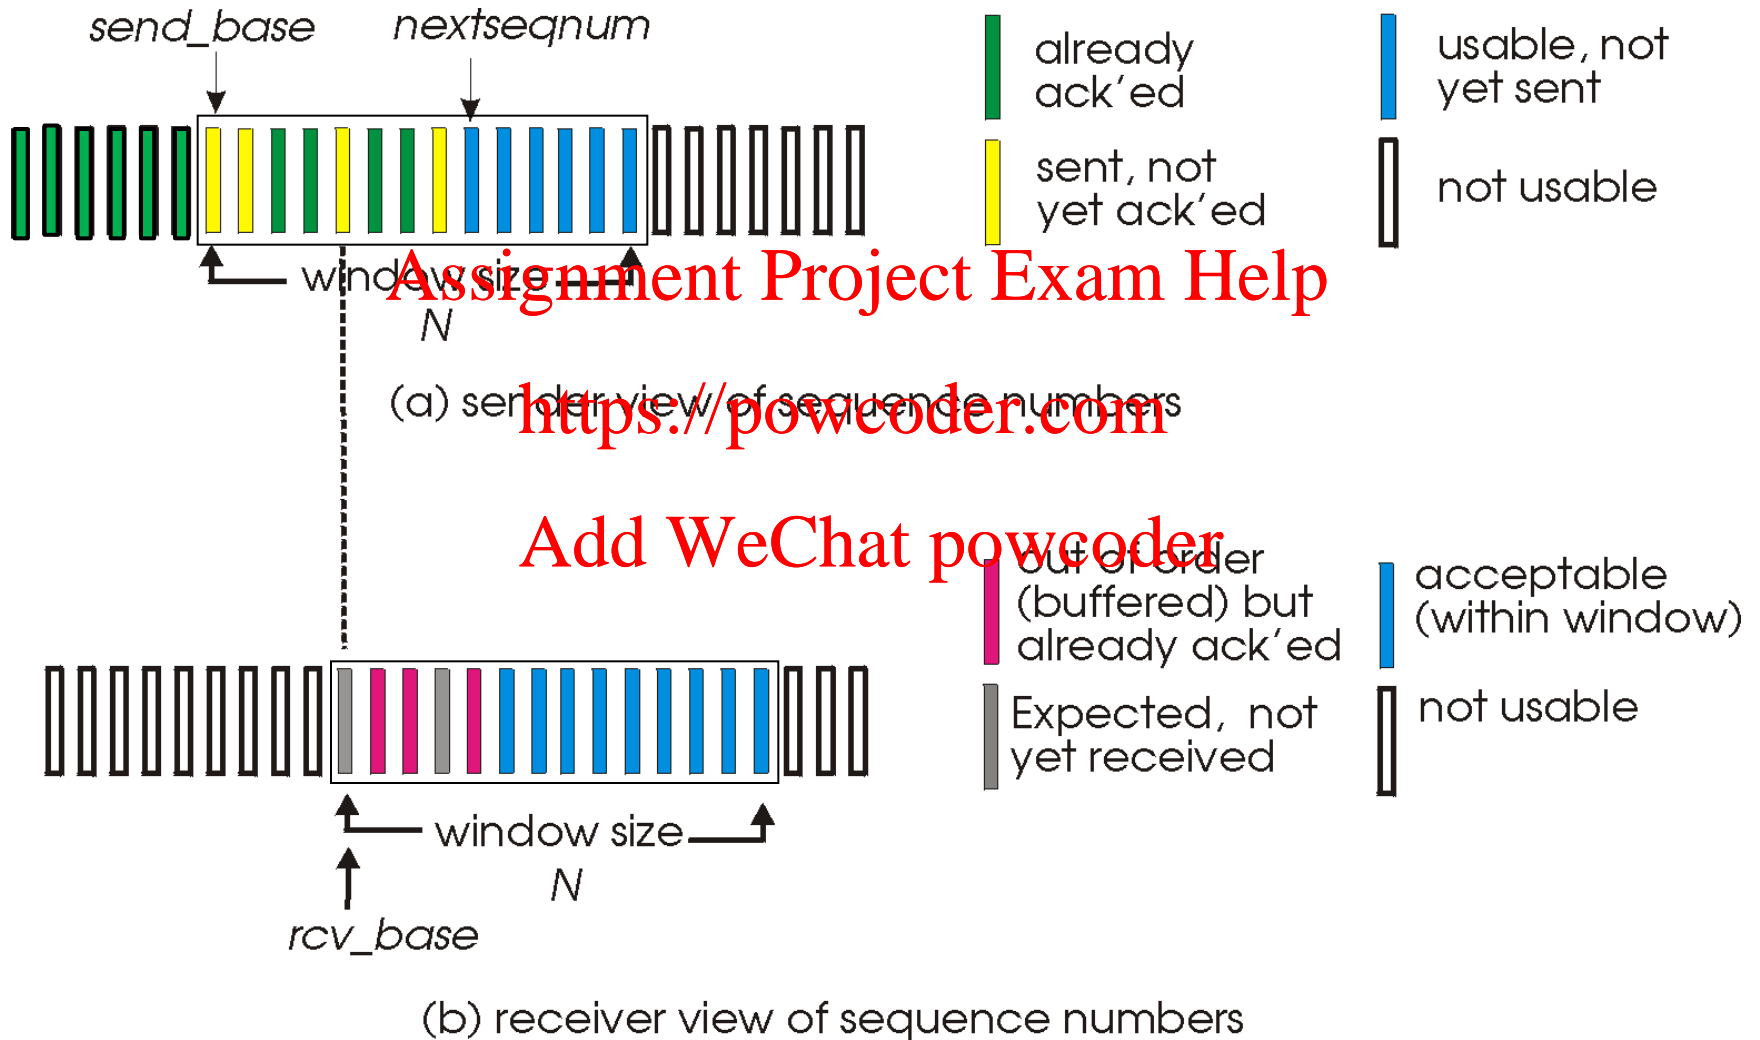 send_base
nextseqnum
already
ack'ed
usable, not
yet sent
sent, not
yet ack'ed
not usable
window size
N
Assignment Project Exam Help
(a) sender view of sequence numbers
https://powcoder.com
Add WeChat powcoder
out of order
(buffered) but
already ack'ed
acceptable
(within window)
Expected, not
yet received
not usable
window size
N
rcv_base
(b) receiver view of sequence numbers